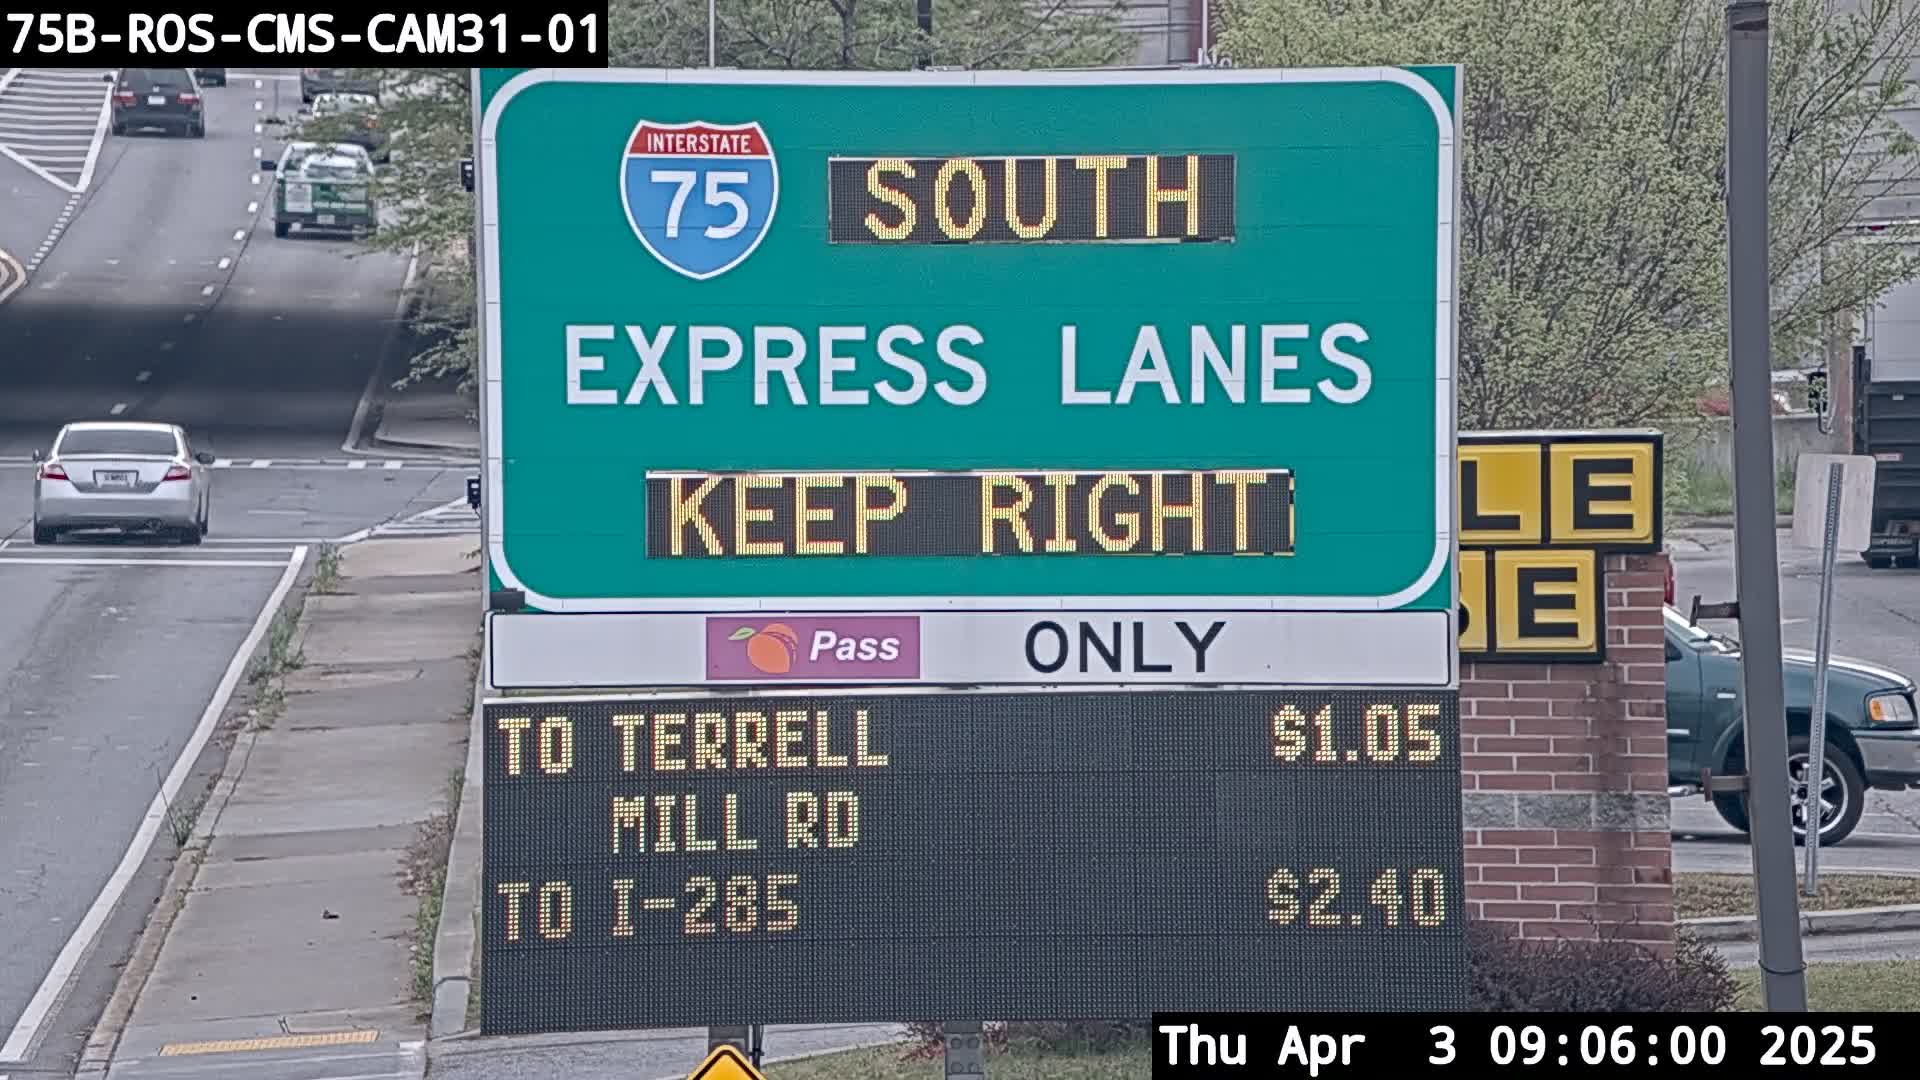 75B-ROS-CMS-CAM31-01
INTERSTATE
75
SOUTH
EXPRESS LANES
KEEP RIGHT
Pass ONLY
TO TERRELL $1.05
MILL RD
TO I-285 $2.40
LE
E
Thu Apr 3 09:06:00 2025